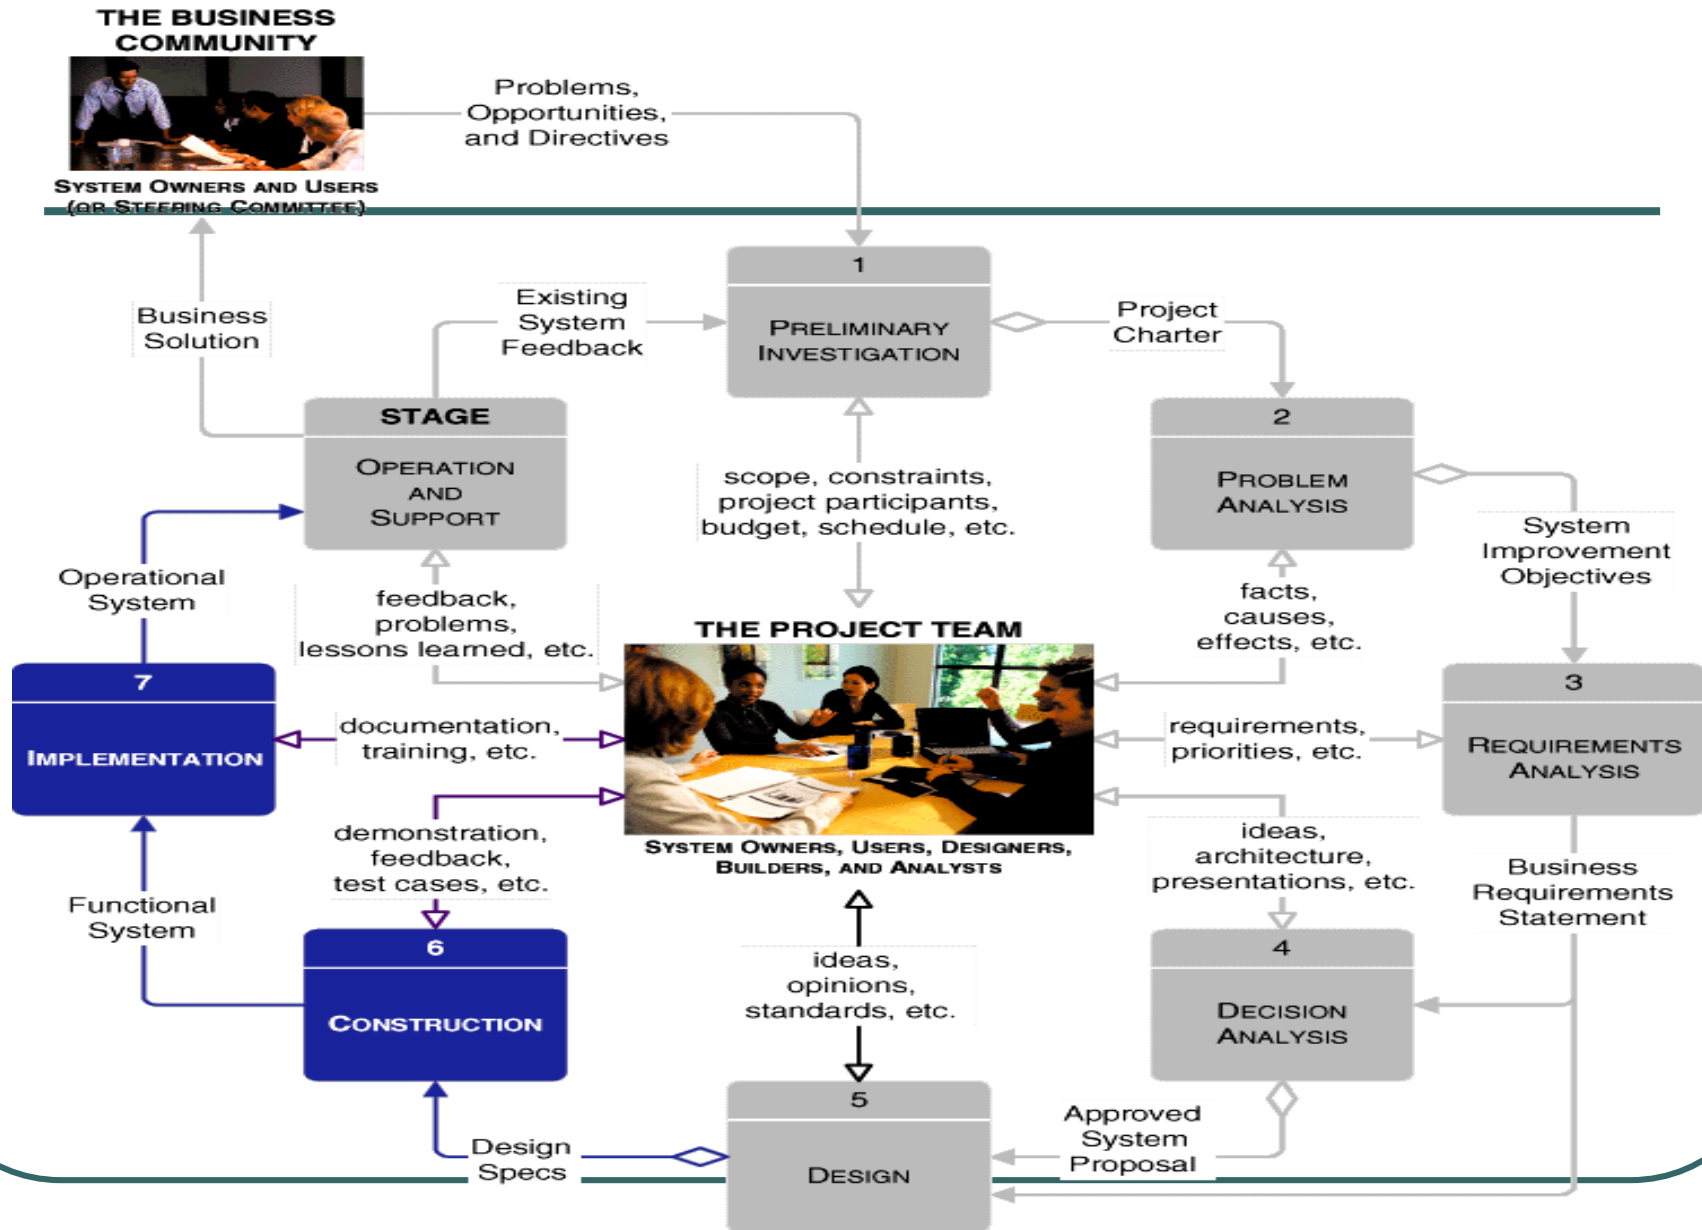 THE BUSINESS
COMMUNITY
SYSTEM OWNERS AND USERS
(OR STEERING COMMITTEE)
Problems,
Opportunities,
and Directives
1
PRELIMINARY
INVESTIGATION
Existing
System
Feedback
Project
Charter
Business
Solution
STAGE
OPERATION
AND
SUPPORT
2
PROBLEM
ANALYSIS
scope, constraints,
project participants,
budget, schedule, etc.
System
Improvement
Objectives
Operational
System
feedback,
problems,
lessons learned, etc.
facts,
causes,
effects, etc.
THE PROJECT TEAM
SYSTEM OWNERS, USERS, DESIGNERS,
BUILDERS, AND ANALYSTS
7
IMPLEMENTATION
documentation,
training, etc.
requirements,
priorities, etc.
3
REQUIREMENTS
ANALYSIS
demonstration,
feedback,
test cases, etc.
ideas,
architecture,
presentations, etc.
Business
Requirements
Statement
Functional
System
6
CONSTRUCTION
ideas,
opinions,
standards, etc.
4
DECISION
ANALYSIS
Design
Specs
5
DESIGN
Approved
System
Proposal